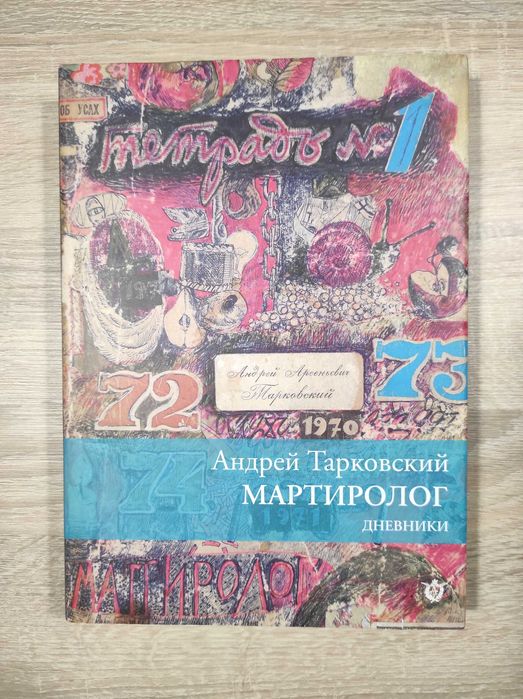 ОБ УСАХ
тетрадь № 1
72
73
Андрей Арсеньевич
Тарковский
1970
74
Андрей Тарковский
МАРТИРОЛОГ
ДНЕВНИКИ
МАРТИРОЛОГ